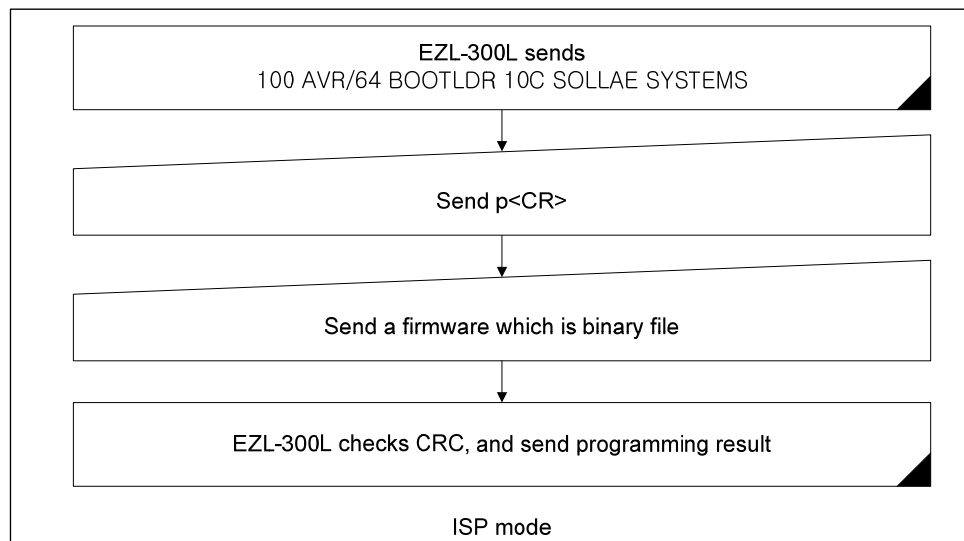 EZL-300L sends
100 AVR/64 BOOTLDR 10C SOLLAE SYSTEMS
Send p<CR>
Send a firmware which is binary file
EZL-300L checks CRC, and send programming result
ISP mode